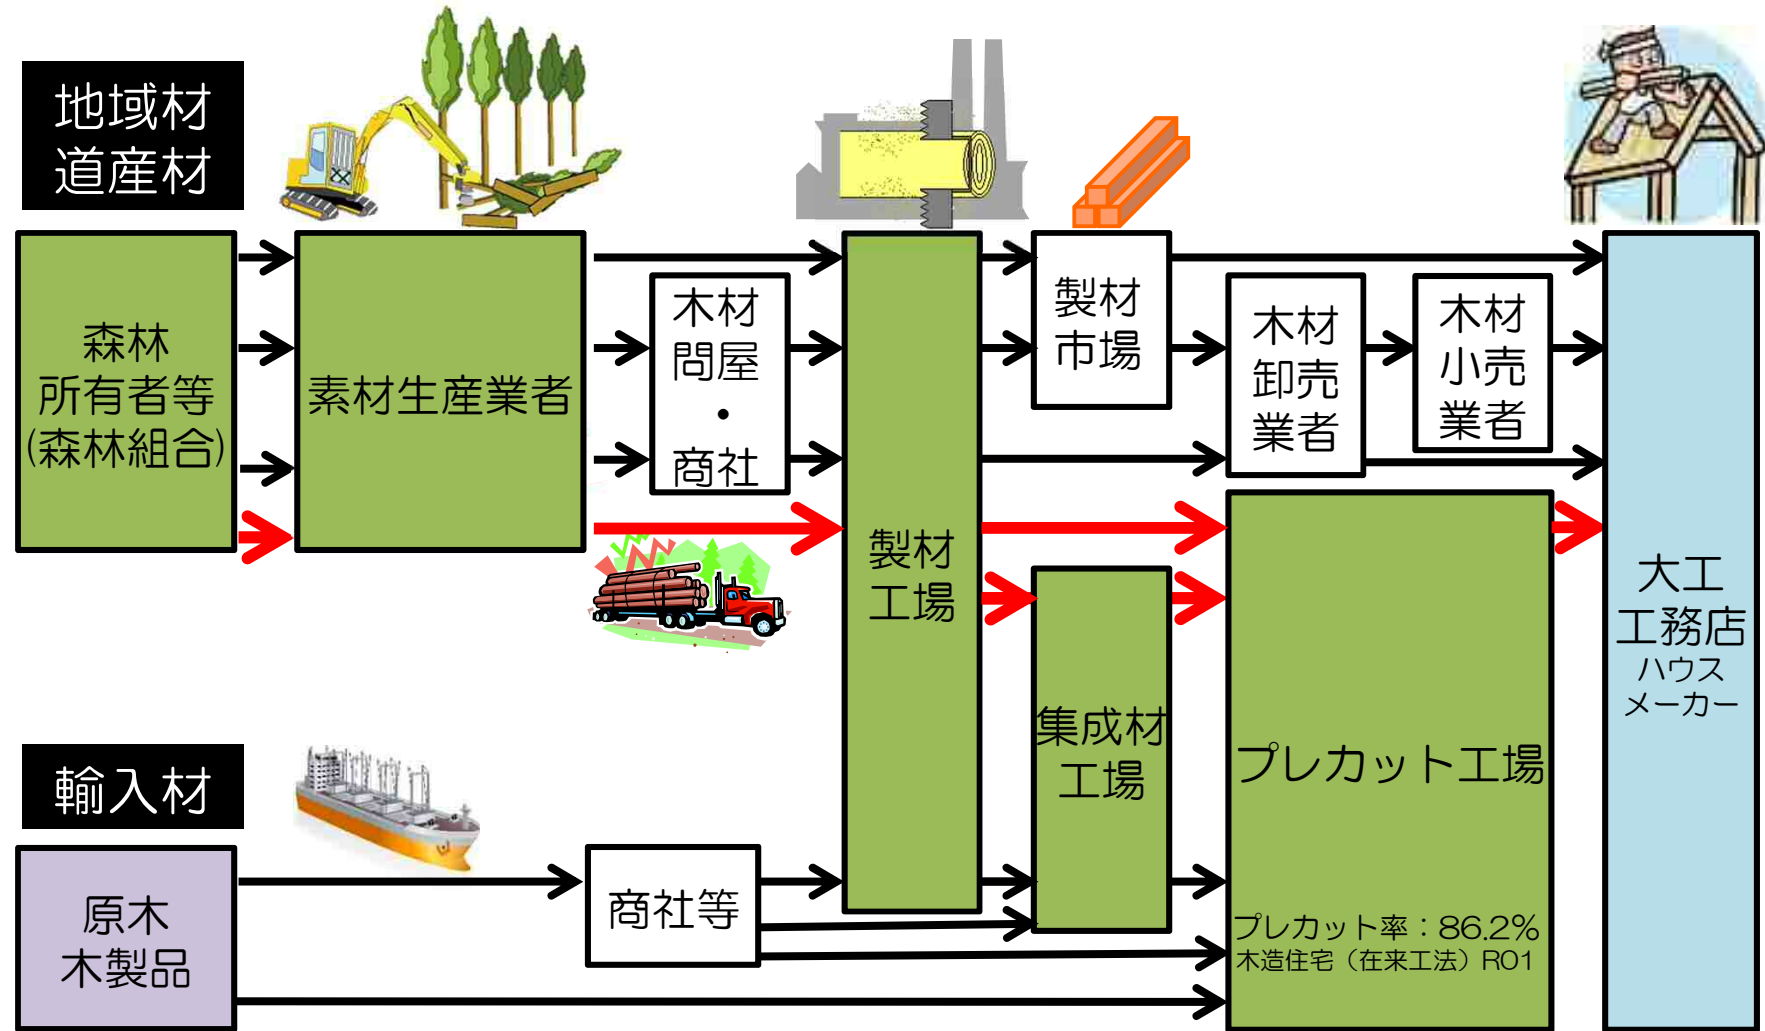 地域材
道産材
森林
所有者等
(森林組合)
素材生産業者
木材
問屋
・
商社
製材
工場
製材
市場
木材
卸売
業者
木材
小売
業者
大工
工務店
ハウス
メーカー
集成材
工場
プレカット工場
プレカット率：86.2%
木造住宅（在来工法）R01
輸入材
原木
木製品
商社等